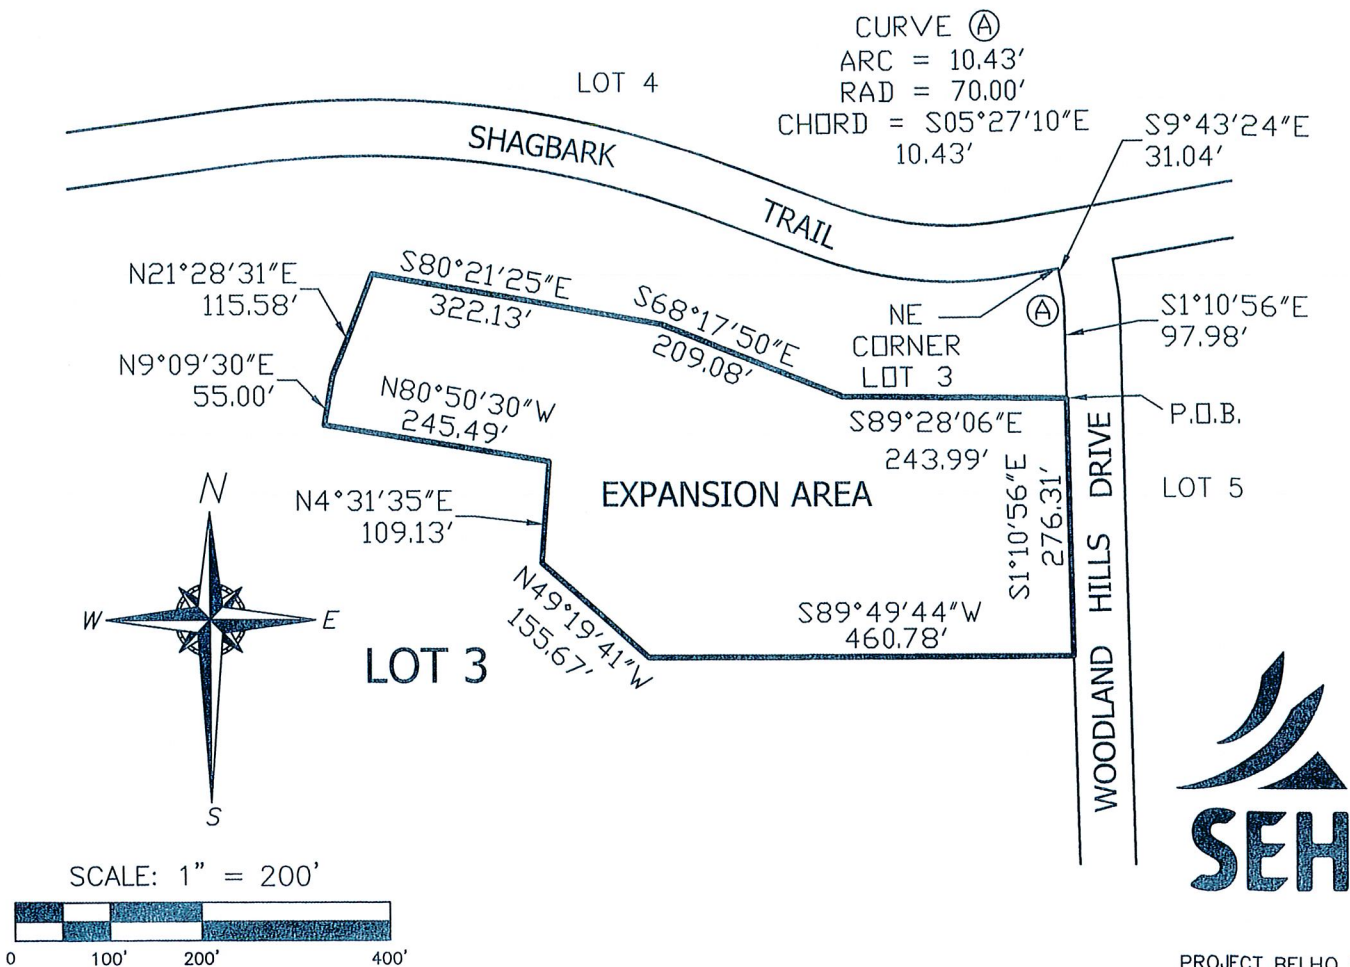 CURVE Ⓐ
ARC = 10.43'
RAD = 70.00'
CHORD = S05°27'10"E
10.43'
LOT 4
SHAGBARK
TRAIL
S9°43'24"E
31.04'
N21°28'31"E
115.58'
S80°21'25"E
322.13'
S68°17'50"E
209.08'
NE
CORNER
LOT 3
Ⓐ
S1°10'56"E
97.98'
N9°09'30"E
55.00'
N80°50'30"W
245.49'
S89°28'06"E
243.99'
P.O.B.
N
W
E
S
N4°31'35"E
109.13'
EXPANSION AREA
S1°10'56"E
276.31'
WOODLAND HILLS DRIVE
LOT 5
N49°19'41"W
155.67'
S89°49'44"W
460.78'
LOT 3
SEH
SCALE: 1" = 200'
0 100' 200' 400'
PROJECT BELHO